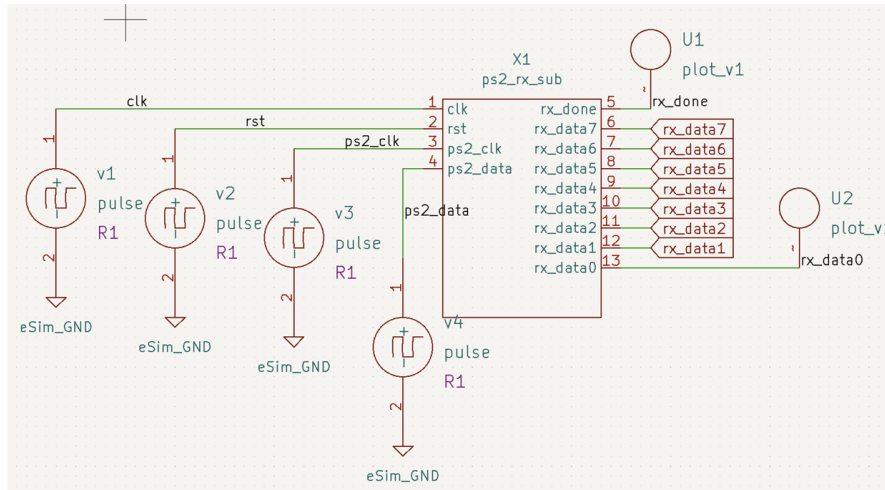 X1
ps2_rx_sub
U1
plot_v1
rx_done
clk
rst
ps2_clk
ps2_data
1 clk
2 rst
3 ps2_clk
4 ps2_data
rx_done 5
rx_data7 6
rx_data6 7
rx_data5 8
rx_data4 9
rx_data3 10
rx_data2 11
rx_data1 12
rx_data0 13
rx_data7
rx_data6
rx_data5
rx_data4
rx_data3
rx_data2
rx_data1
U2
plot_v
rx_data0
1
v1
pulse
R1
2
eSim_GND
1
v2
pulse
R1
2
eSim_GND
1
v3
pulse
R1
2
eSim_GND
1
v4
pulse
R1
2
eSim_GND